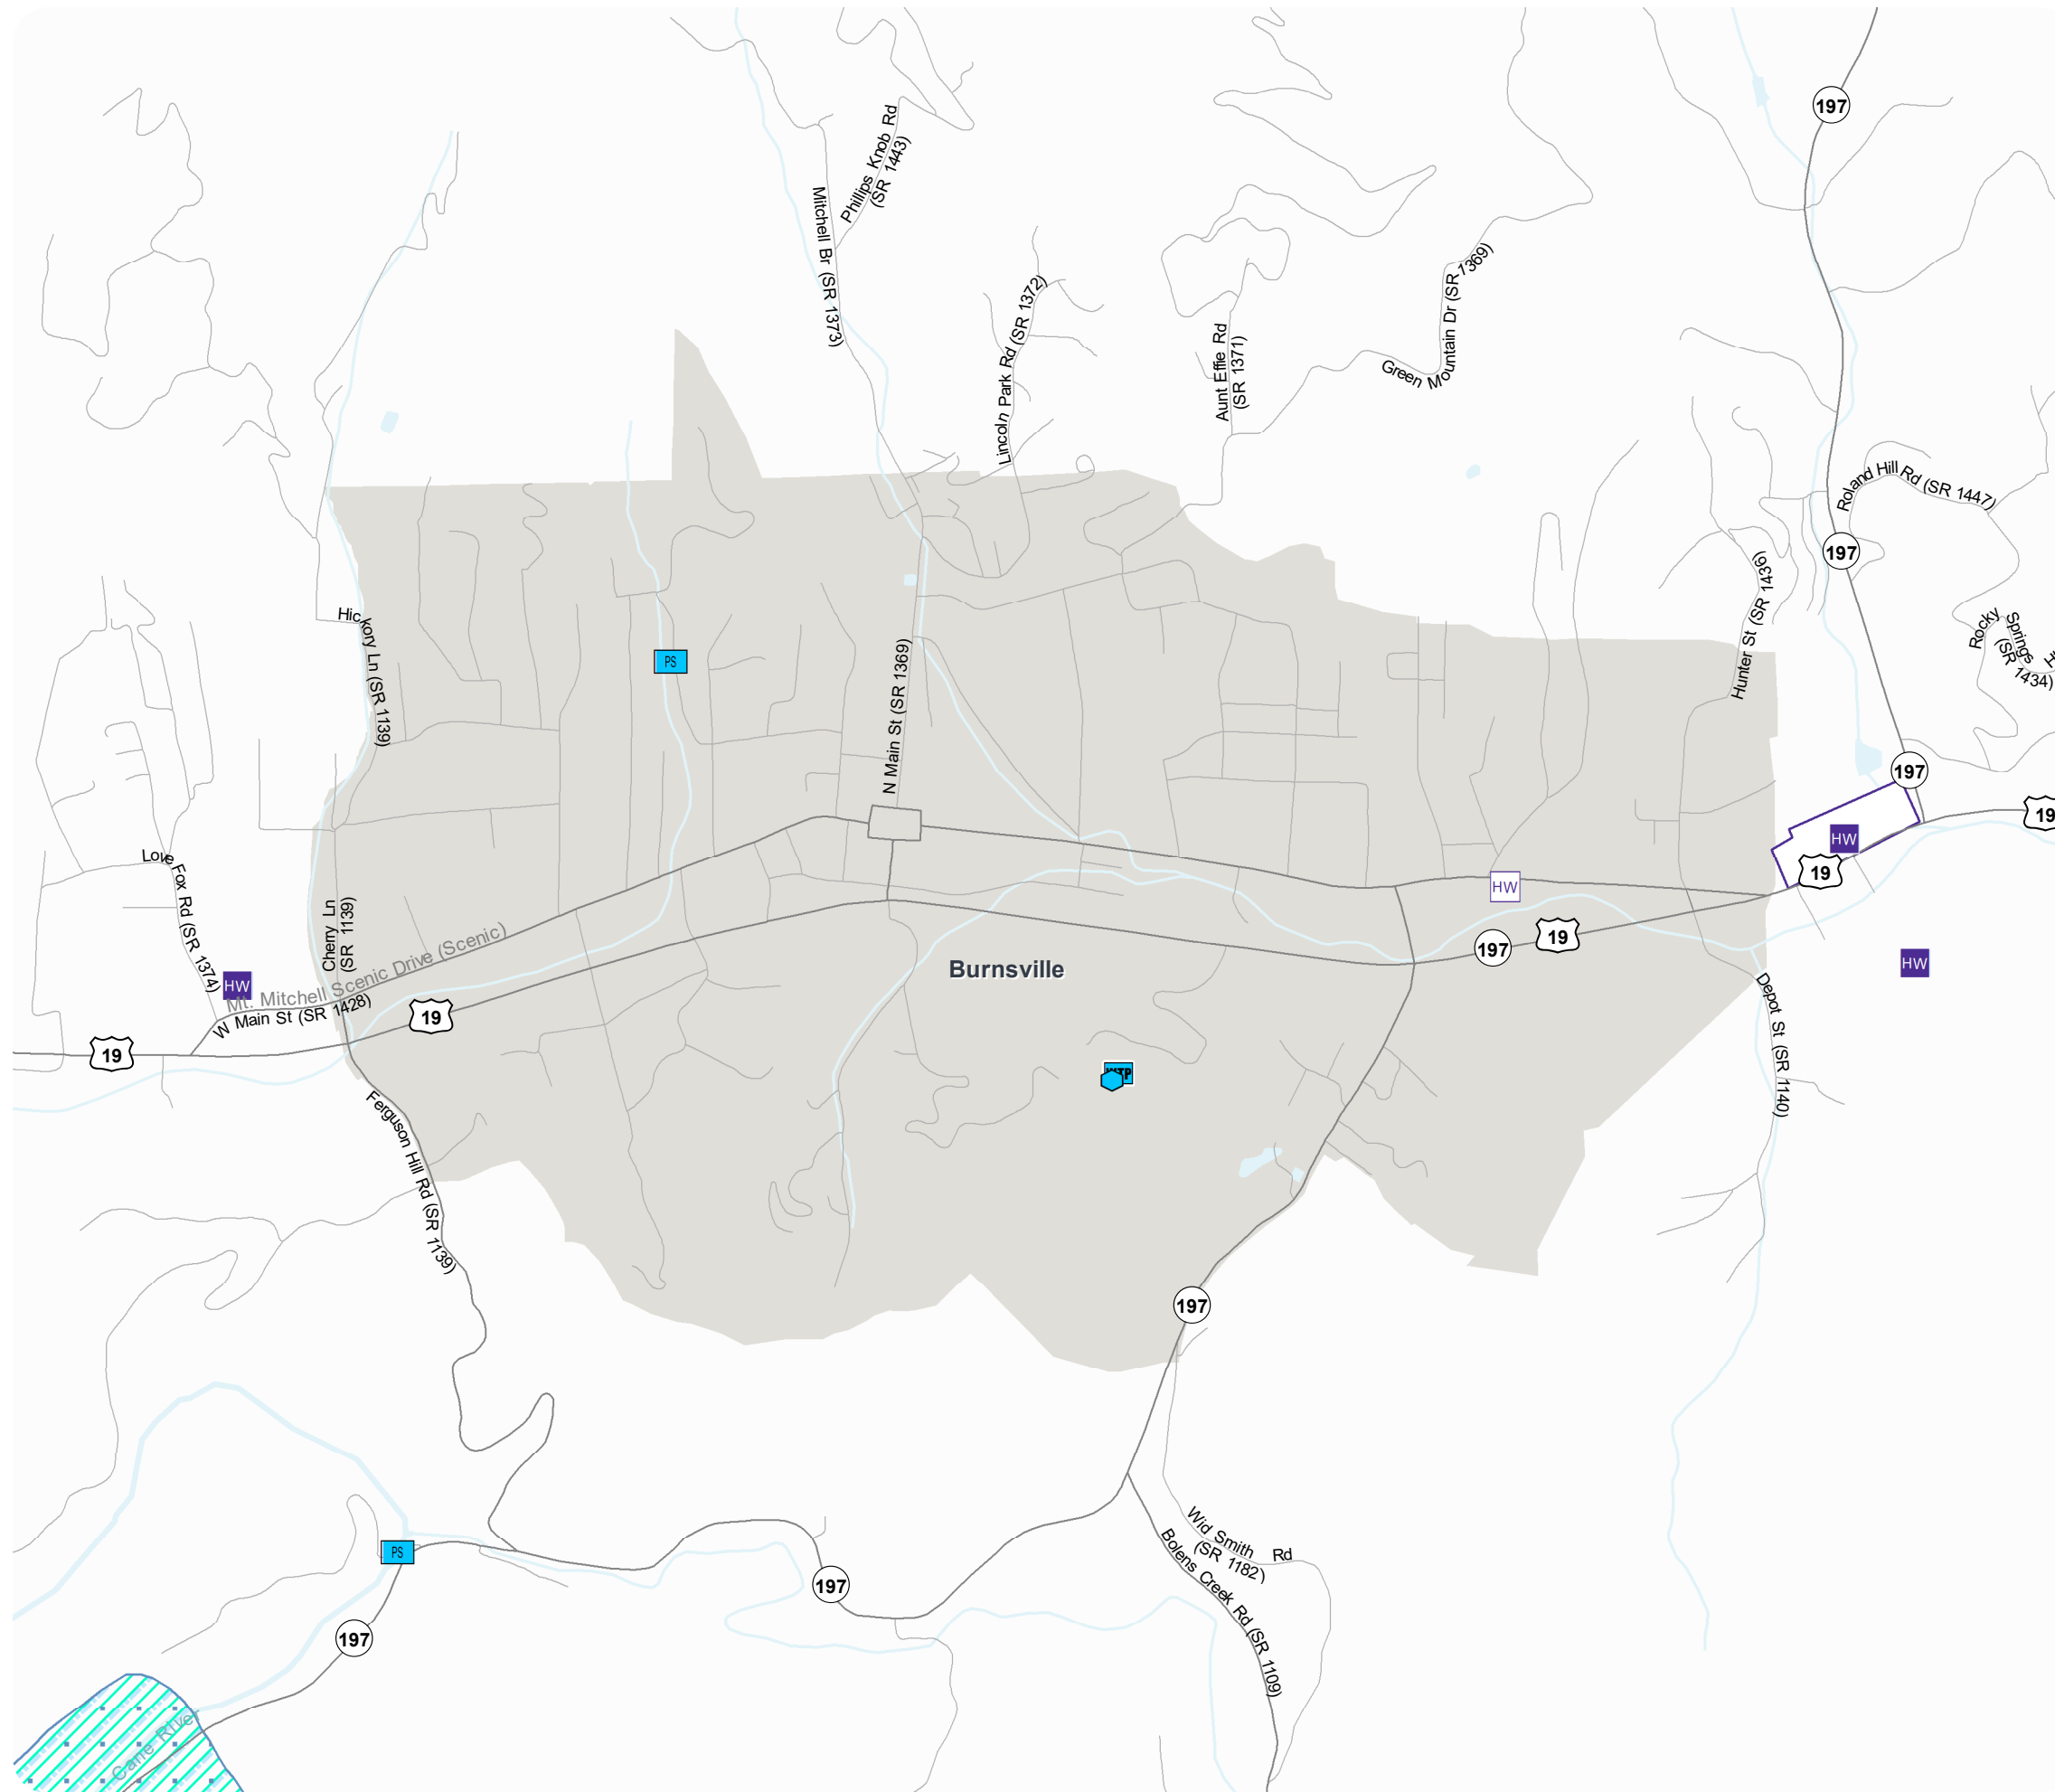 197
Phillips Knob Rd
(SR 1443)
Mitchell Br (SR 1373)
Lincoln Park Rd (SR 1372)
Aunt Effie Rd
(SR 1371)
Green Mountain Dr (SR 1369)
Roland Hill Rd (SR 1447)
197
Hunter St (SR 1436)
Rocky Springs
(SR 1434)
Hickory Ln (SR 1139)
PS
N Main St (SR 1369)
197
19
HW
19
Love Fox Rd (SR 1374)
HW
Cherry Ln
(SR 1139)
Mt. Mitchell Scenic Drive (Scenic)
197
19
HW
Burnsville
HW
W Main St (SR 1428)
19
19
Depot St (SR 1140)
WTP
Ferguson Hill Rd (SR 1139)
197
Wid Smith Rd
(SR 1182)
Bolens Creek Rd (SR 1109)
PS
197
197
Cane River